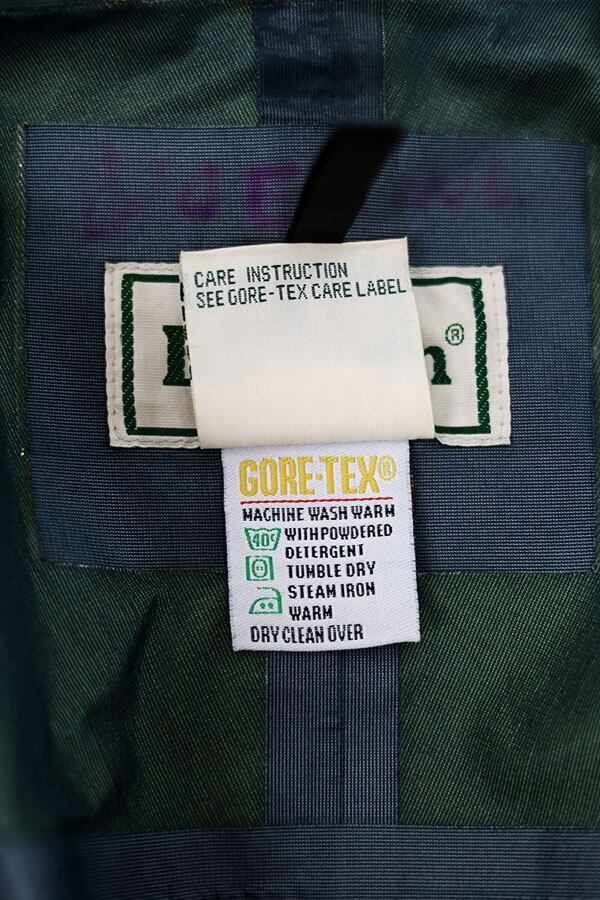 CARE INSTRUCTION
SEE GORE-TEX CARE LABEL
®
GORE-TEX®
MACHINE WASH WARM
40C WITH POWDERED
DETERGENT
TUMBLE DRY
STEAM IRON
WARM
DRY CLEAN OVER